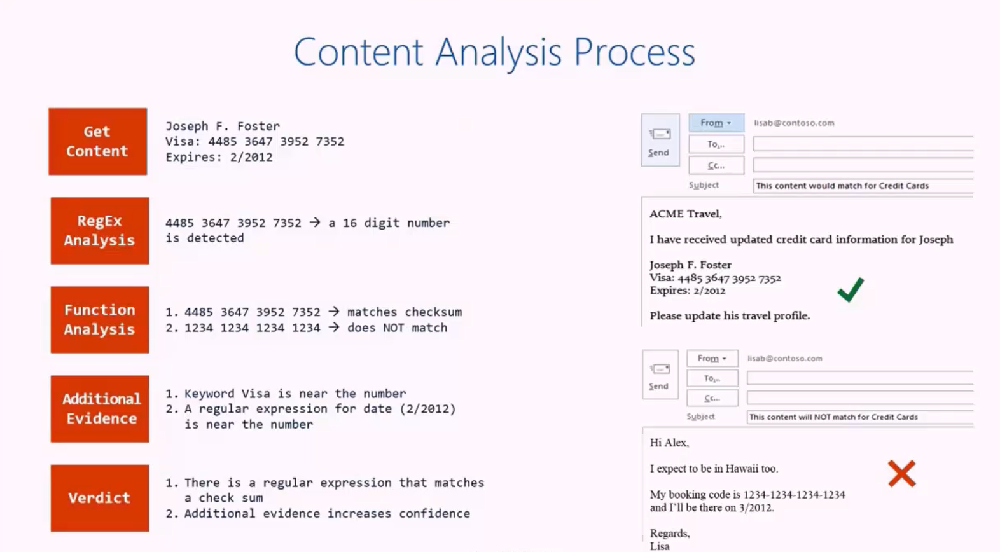 Content Analysis Process
Get
Content
Joseph F. Foster
Visa: 4485 3647 3952 7352
Expires: 2/2012
RegEx
Analysis
4485 3647 3952 7352 → a 16 digit number
is detected
Function
Analysis
1. 4485 3647 3952 7352 → matches checksum
2. 1234 1234 1234 1234 → does NOT match
Additional
Evidence
1. Keyword Visa is near the number
2. A regular expression for date (2/2012)
is near the number
Verdict
1. There is a regular expression that matches
a check sum
2. Additional evidence increases confidence
Send
From
lisab@contoso.com
To...
Cc...
Subject
This content would match for Credit Cards
ACME Travel,
I have received updated credit card information for Joseph
Joseph F. Foster
Visa: 4485 3647 3952 7352
Expires: 2/2012
Please update his travel profile.
Send
From
lisab@contoso.com
To...
Cc...
Subject
This content will NOT match for Credit Cards
Hi Alex,
I expect to be in Hawaii too.
My booking code is 1234-1234-1234-1234
and I'll be there on 3/2012.
Regards,
Lisa